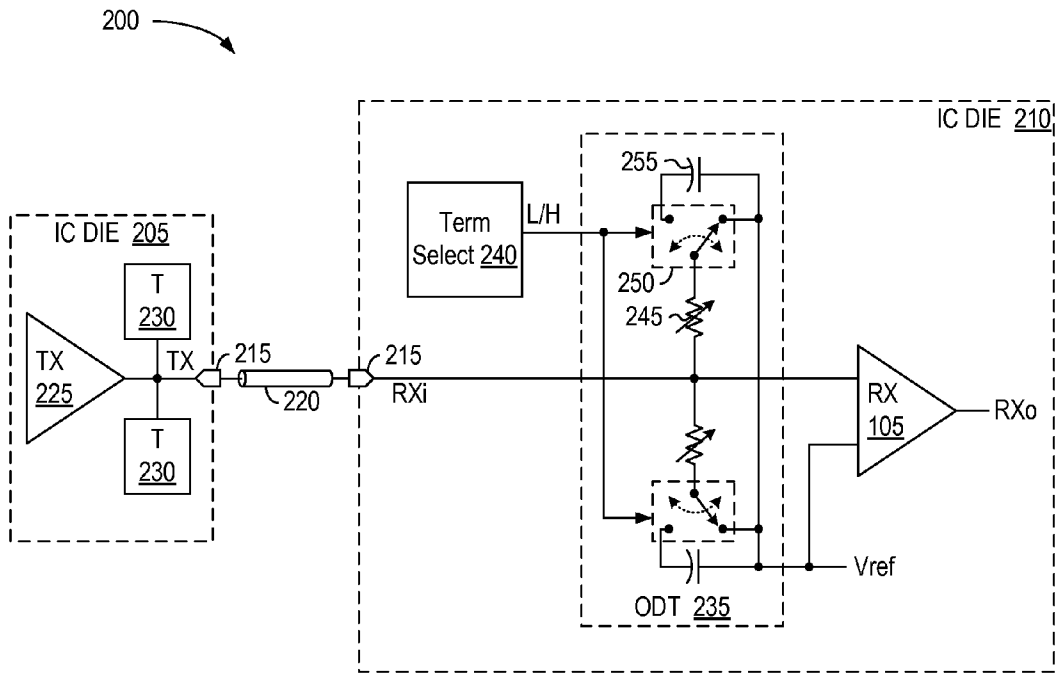 200
IC DIE 210
255
Term
Select 240
L/H
IC DIE 205
T
230
250
245
TX
225
TX
215
215
220
RXi
RX
105
RXo
T
230
Vref
ODT 235